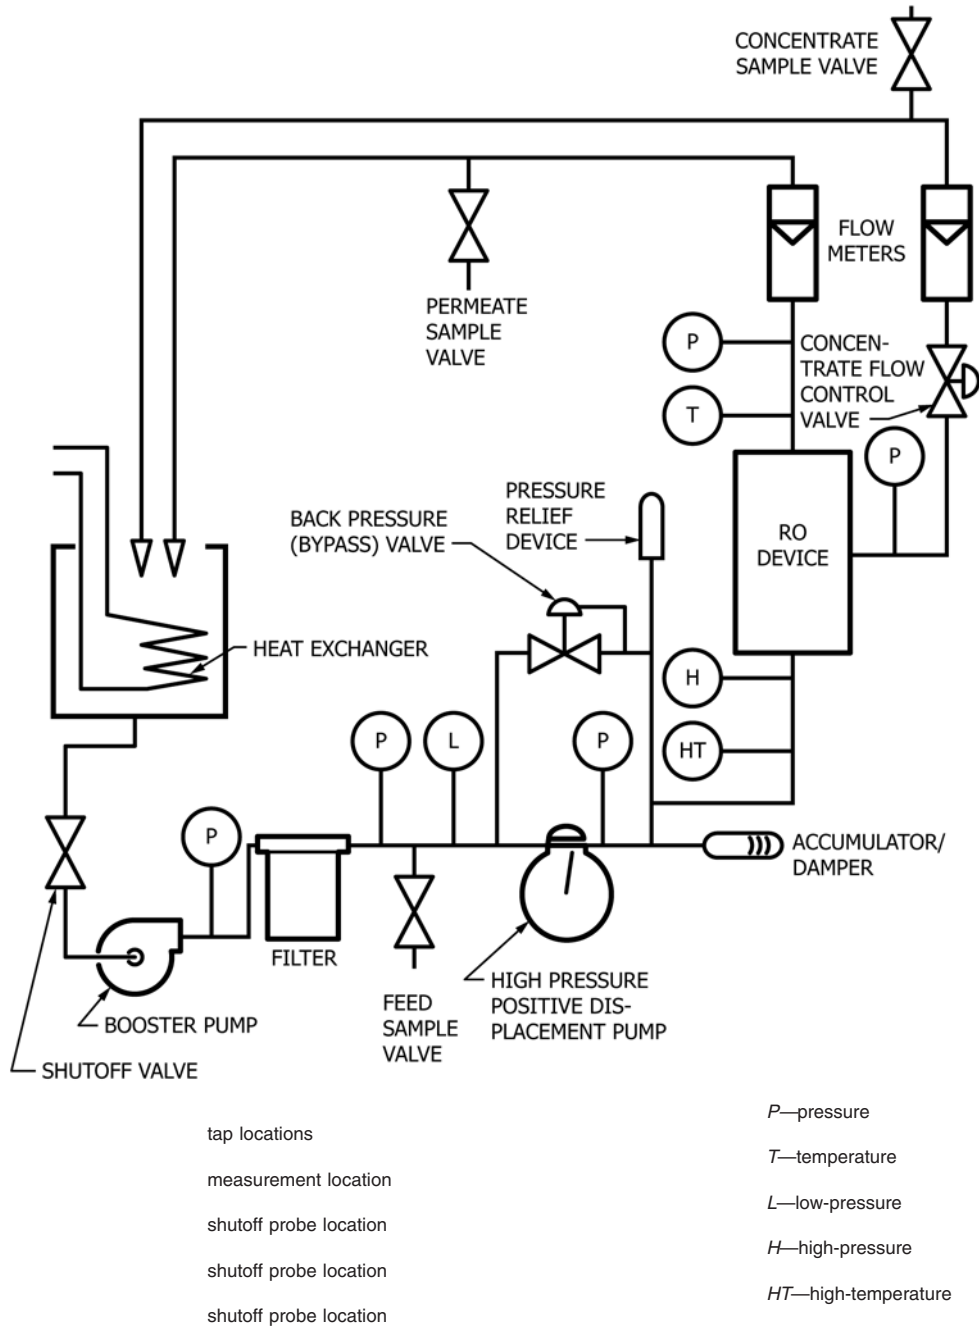 CONCENTRATE
SAMPLE VALVE
FLOW
METERS
PERMEATE
SAMPLE
VALVE
P
CONCEN-
TRATE FLOW
CONTROL
VALVE
T
P
PRESSURE
RELIEF
DEVICE
BACK PRESSURE
(BYPASS) VALVE
RO
DEVICE
HEAT EXCHANGER
H
HT
P
L
P
P
ACCUMULATOR/
DAMPER
FILTER
HIGH PRESSURE
POSITIVE DIS-
PLACEMENT PUMP
FEED
SAMPLE
VALVE
BOOSTER PUMP
SHUTOFF VALVE
P—pressure
tap locations
T—temperature
measurement location
L—low-pressure
shutoff probe location
H—high-pressure
shutoff probe location
HT—high-temperature
shutoff probe location